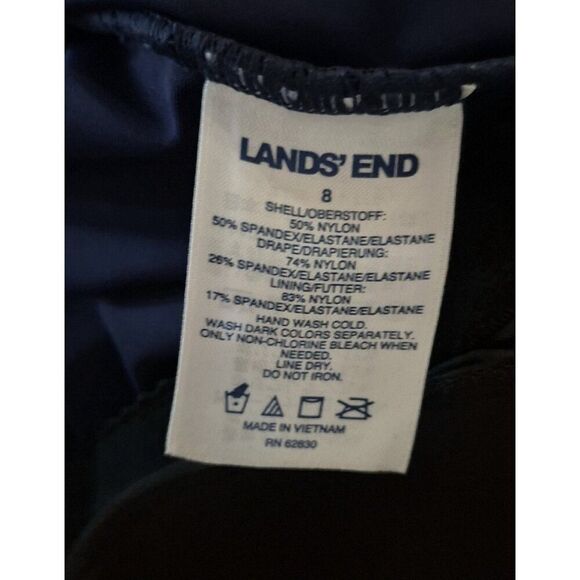 LANDS' END
8
SHELL/OBERSTOFF:
50% NYLON
50% SPANDEX/ELASTANE/ELASTANE
DRAPE/DRAPIERUNG:
74% NYLON
26% SPANDEX/ELASTANE/ELASTANE
LINING/FUTTER:
83% NYLON
17% SPANDEX/ELASTANE/ELASTANE
HAND WASH COLD.
WASH DARK COLORS SEPARATELY.
ONLY NON-CHLORINE BLEACH WHEN
NEEDED.
LINE DRY.
DO NOT IRON.
MADE IN VIETNAM
RN 62830